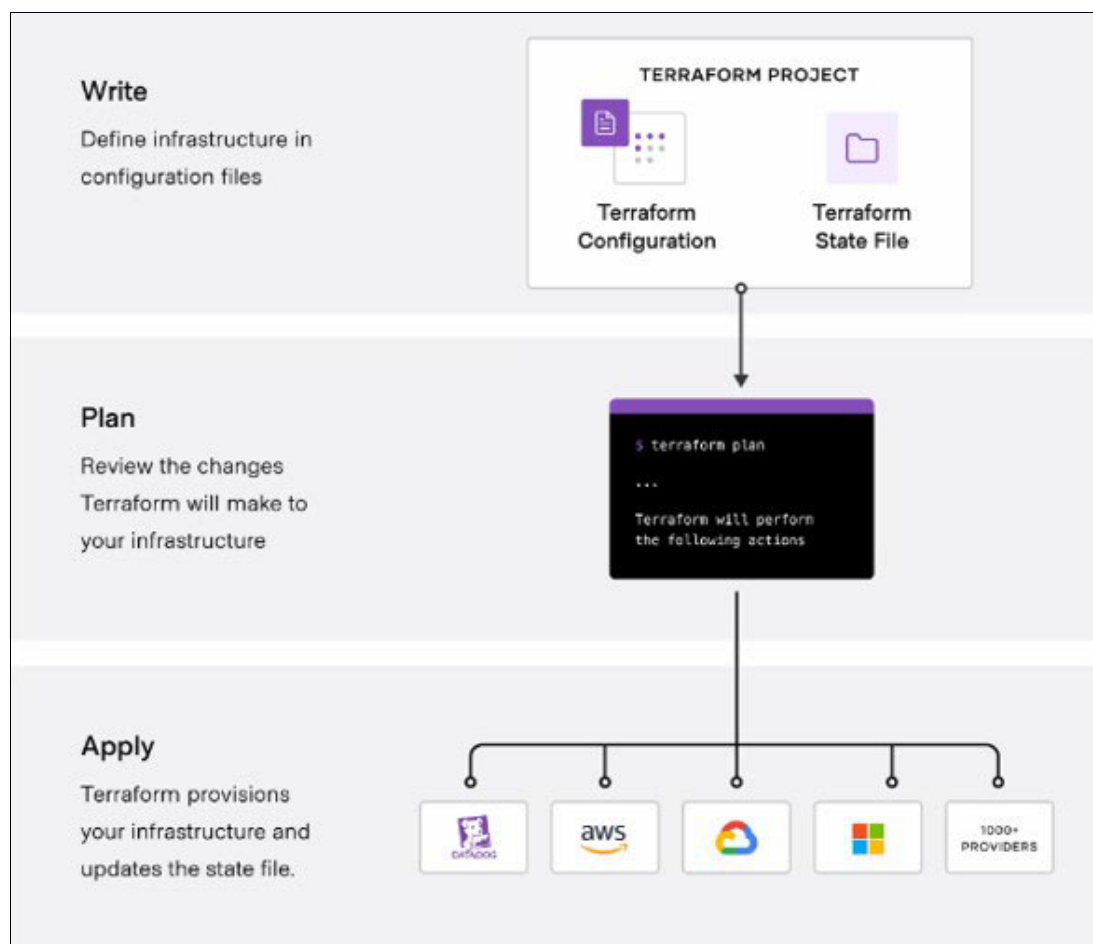 Write
Define infrastructure in
configuration files
TERRAFORM PROJECT
Terraform
Configuration
Terraform
State File
Plan
Review the changes
Terraform will make to
your infrastructure
$ terraform plan
...
Terraform will perform
the following actions
Apply
Terraform provisions
your infrastructure and
updates the state file.
DATADOG
aws
1000+
PROVIDERS